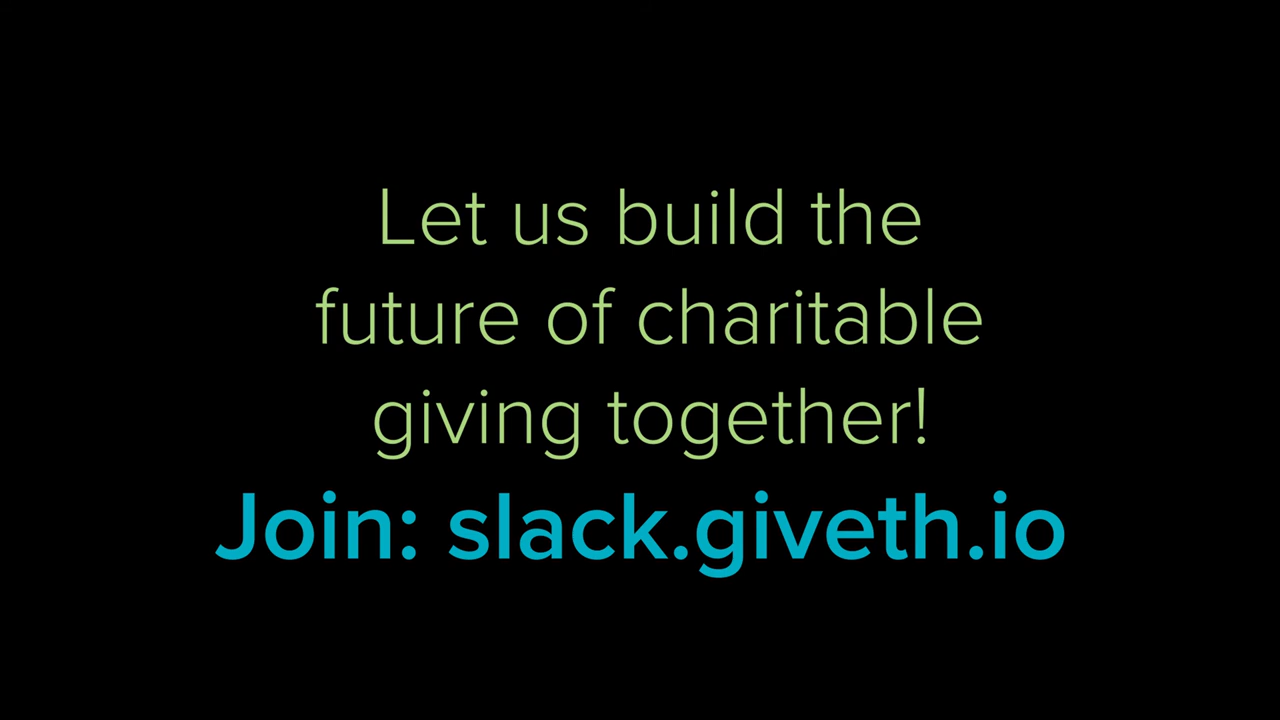 Let us build the
future of charitable
giving together!
Join: slack.giveth.io